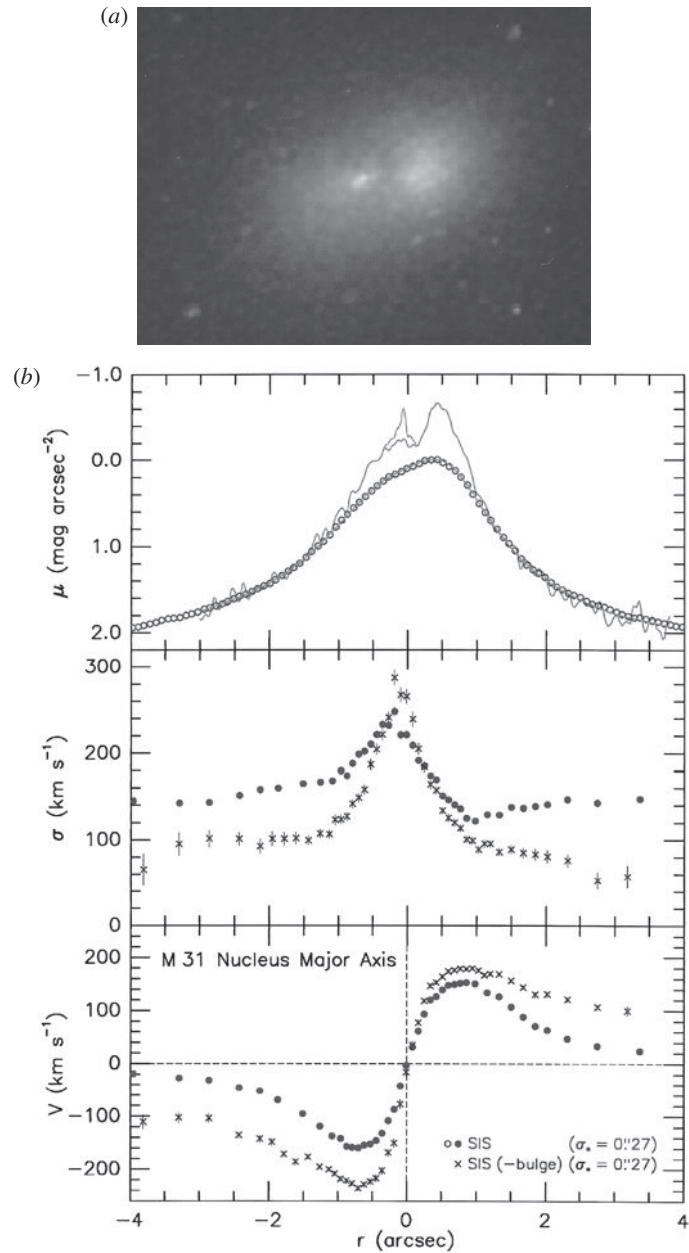 (a)
(b)
−1.0
0.0
1.0
2.0
μ (mag arcsec⁻²)
300
200
100
0
σ (km s⁻¹)
M 31 Nucleus Major Axis
200
100
0
−100
−200
V (km s⁻¹)
SIS (σ* = 0″.27)
SIS (−bulge) (σ* = 0″.27)
−4 −2 0 2 4
r (arcsec)